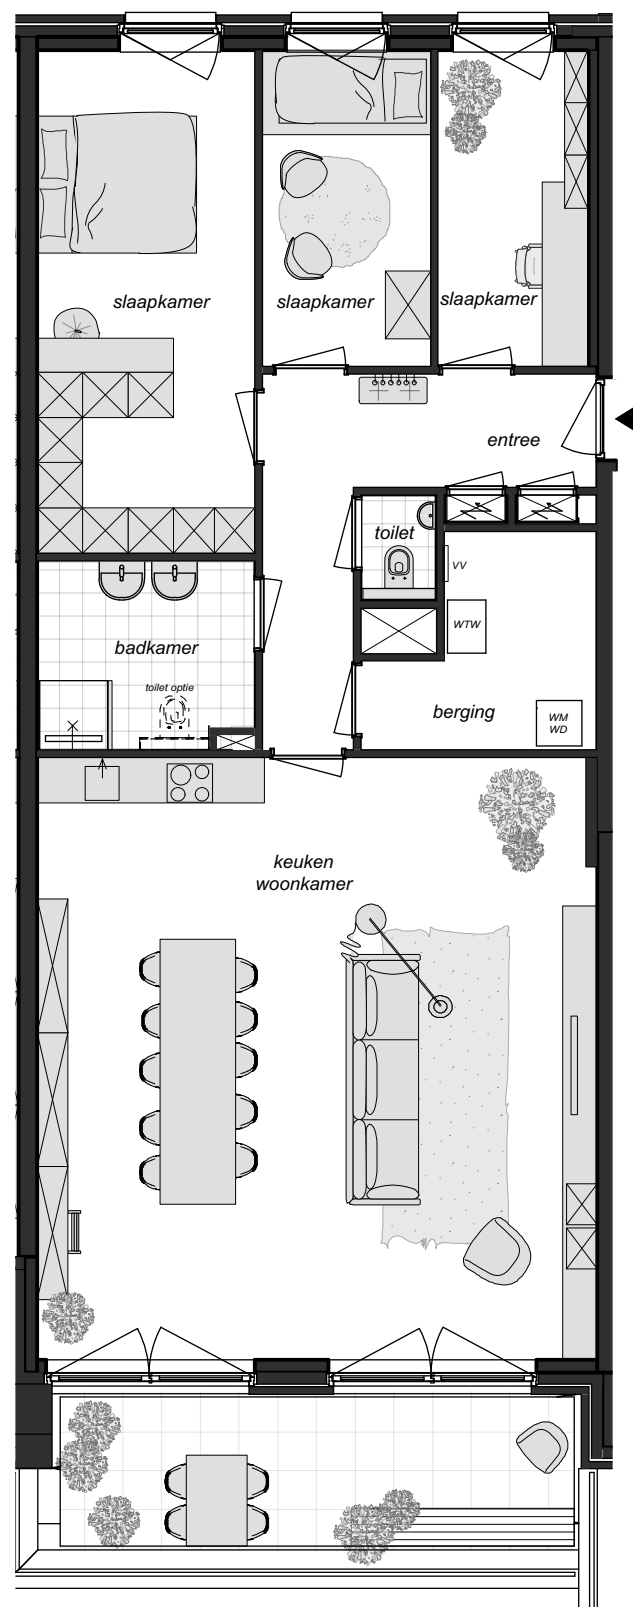 slaapkamer
slaapkamer
slaapkamer
entree
toilet
VV
WTW
badkamer
toilet optie
berging
WM
WD
keuken
woonkamer